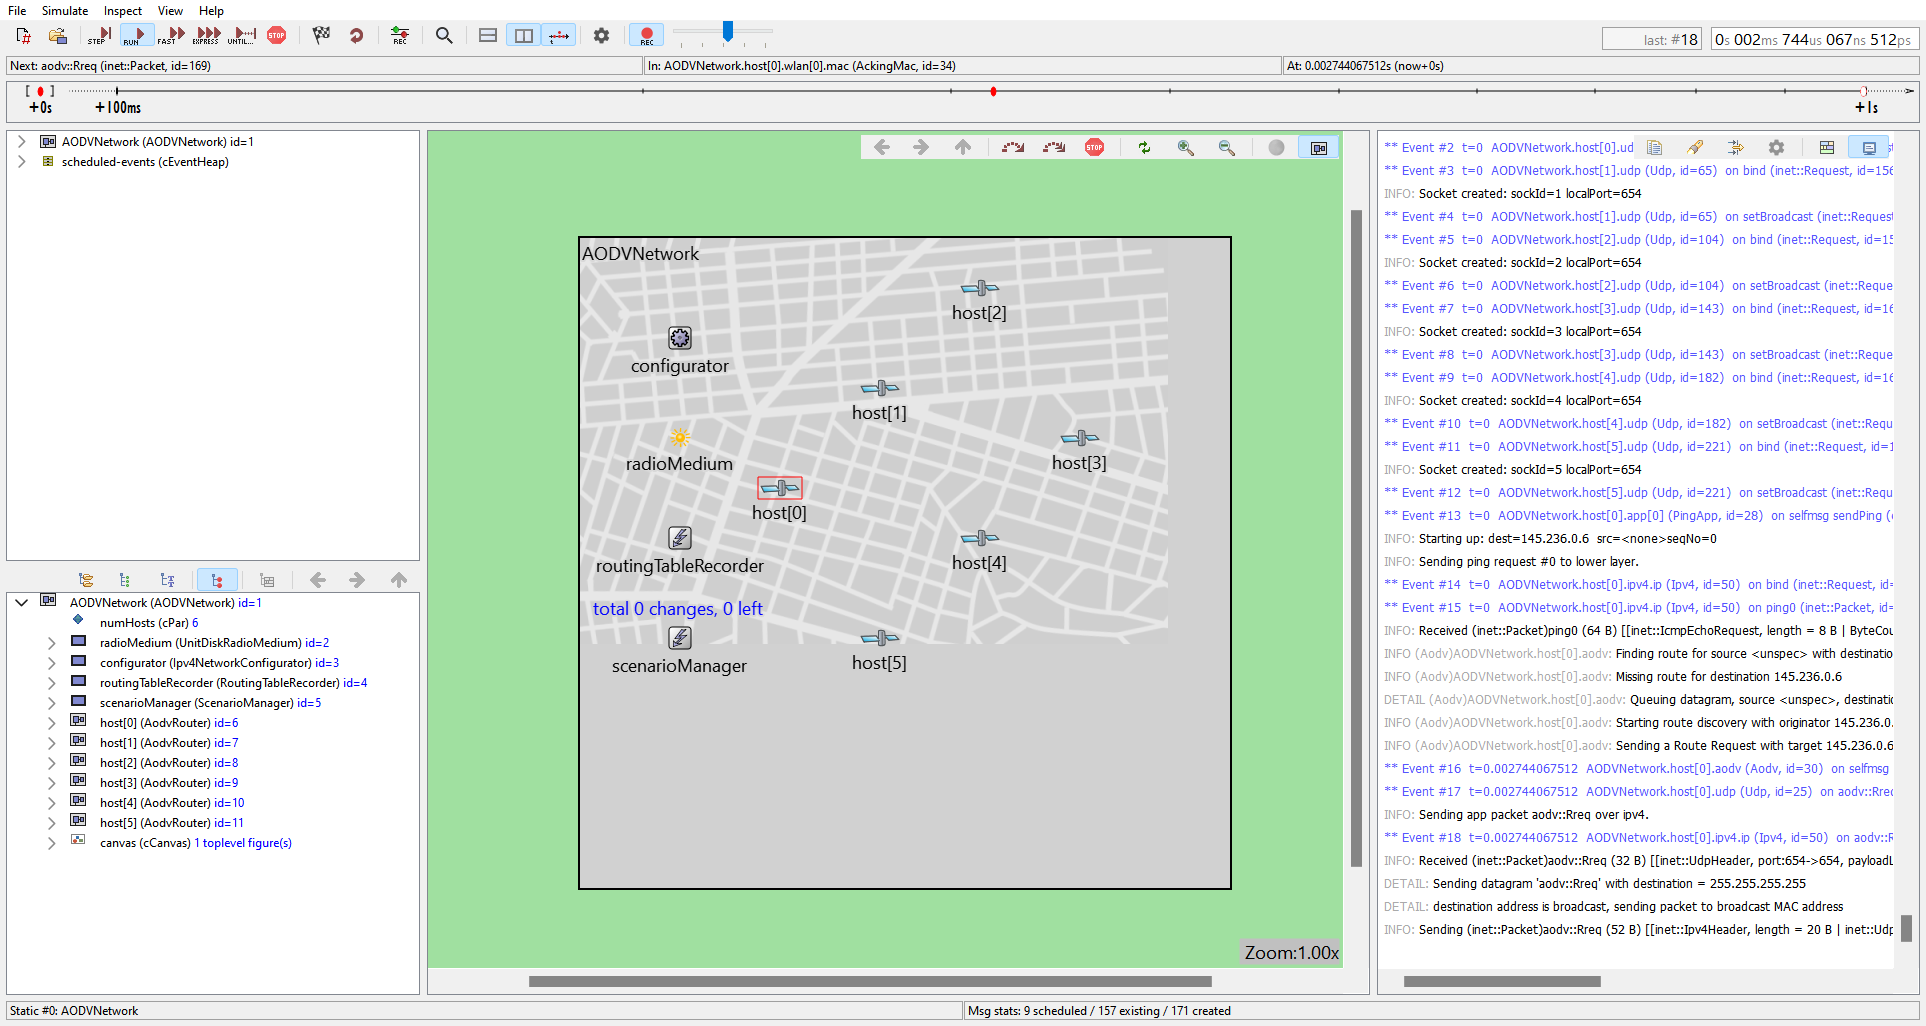 File Simulate Inspect View Help
STEP RUN FAST EXPRESS UNTIL... STOP REC REC
last: #18 0s 002ms 744us 067ns 512ps
Next: aodv::Rreq (inet::Packet, id=169) In: AODVNetwork.host[0].wlan[0].mac (AckingMac, id=34) At: 0.002744067512s (now+0s)
+0s +100ms +1s
AODVNetwork (AODVNetwork) id=1
scheduled-events (cEventHeap)
AODVNetwork (AODVNetwork) id=1
numHosts (cPar) 6
radioMedium (UnitDiskRadioMedium) id=2
configurator (Ipv4NetworkConfigurator) id=3
routingTableRecorder (RoutingTableRecorder) id=4
scenarioManager (ScenarioManager) id=5
host[0] (AodvRouter) id=6
host[1] (AodvRouter) id=7
host[2] (AodvRouter) id=8
host[3] (AodvRouter) id=9
host[4] (AodvRouter) id=10
host[5] (AodvRouter) id=11
canvas (cCanvas) 1 toplevel figure(s)
STOP
AODVNetwork
host[2]
configurator
host[1]
radioMedium
host[3]
host[0]
routingTableRecorder
host[4]
total 0 changes, 0 left
scenarioManager
host[5]
Zoom:1.00x
** Event #2 t=0 AODVNetwork.host[0].ud
** Event #3 t=0 AODVNetwork.host[1].udp (Udp, id=65) on bind (inet::Request, id=156
INFO: Socket created: sockId=1 localPort=654
** Event #4 t=0 AODVNetwork.host[1].udp (Udp, id=65) on setBroadcast (inet::Request
** Event #5 t=0 AODVNetwork.host[2].udp (Udp, id=104) on bind (inet::Request, id=15
INFO: Socket created: sockId=2 localPort=654
** Event #6 t=0 AODVNetwork.host[2].udp (Udp, id=104) on setBroadcast (inet::Reque
** Event #7 t=0 AODVNetwork.host[3].udp (Udp, id=143) on bind (inet::Request, id=16
INFO: Socket created: sockId=3 localPort=654
** Event #8 t=0 AODVNetwork.host[3].udp (Udp, id=143) on setBroadcast (inet::Reque
** Event #9 t=0 AODVNetwork.host[4].udp (Udp, id=182) on bind (inet::Request, id=16
INFO: Socket created: sockId=4 localPort=654
** Event #10 t=0 AODVNetwork.host[4].udp (Udp, id=182) on setBroadcast (inet::Requ
** Event #11 t=0 AODVNetwork.host[5].udp (Udp, id=221) on bind (inet::Request, id=1
INFO: Socket created: sockId=5 localPort=654
** Event #12 t=0 AODVNetwork.host[5].udp (Udp, id=221) on setBroadcast (inet::Requ
** Event #13 t=0 AODVNetwork.host[0].app[0] (PingApp, id=28) on selfmsg sendPing (
INFO: Starting up: dest=145.236.0.6 src=<none>seqNo=0
INFO: Sending ping request #0 to lower layer.
** Event #14 t=0 AODVNetwork.host[0].ipv4.ip (Ipv4, id=50) on bind (inet::Request, id=
** Event #15 t=0 AODVNetwork.host[0].ipv4.ip (Ipv4, id=50) on ping0 (inet::Packet, id=
INFO: Received (inet::Packet)ping0 (64 B) [[inet::IcmpEchoRequest, length = 8 B | ByteCou
INFO (Aodv)AODVNetwork.host[0].aodv: Finding route for source <unspec> with destinatio
INFO (Aodv)AODVNetwork.host[0].aodv: Missing route for destination 145.236.0.6
DETAIL (Aodv)AODVNetwork.host[0].aodv: Queuing datagram, source <unspec>, destinatio
INFO (Aodv)AODVNetwork.host[0].aodv: Starting route discovery with originator 145.236.0.
INFO (Aodv)AODVNetwork.host[0].aodv: Sending a Route Request with target 145.236.0.6
** Event #16 t=0.002744067512 AODVNetwork.host[0].aodv (Aodv, id=30) on selfmsg
** Event #17 t=0.002744067512 AODVNetwork.host[0].udp (Udp, id=25) on aodv::Rreq
INFO: Sending app packet aodv::Rreq over ipv4.
** Event #18 t=0.002744067512 AODVNetwork.host[0].ipv4.ip (Ipv4, id=50) on aodv::R
INFO: Received (inet::Packet)aodv::Rreq (32 B) [[inet::UdpHeader, port:654->654, payloadL
DETAIL: Sending datagram 'aodv::Rreq' with destination = 255.255.255.255
DETAIL: destination address is broadcast, sending packet to broadcast MAC address
INFO: Sending (inet::Packet)aodv::Rreq (52 B) [[inet::Ipv4Header, length = 20 B | inet::Udp
Static #0: AODVNetwork Msg stats: 9 scheduled / 157 existing / 171 created